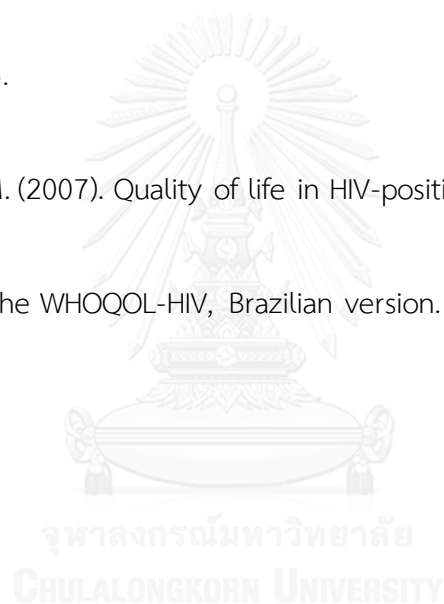 .
. (2007). Quality of life in HIV-positi
he WHOQOL-HIV, Brazilian version.
จุฬาลงกรณ์มหาวิทยาลัย
CHULALONGKORN UNIVERSITY